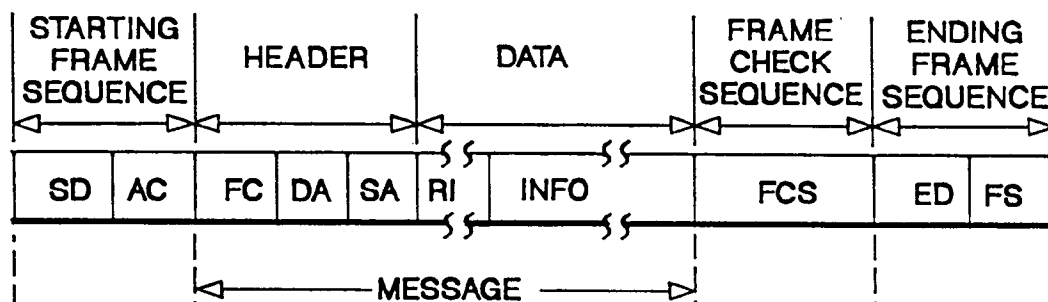 STARTING
FRAME
SEQUENCE
HEADER
DATA
FRAME
CHECK
SEQUENCE
ENDING
FRAME
SEQUENCE
SD AC FC DA SA RI INFO FCS ED FS
MESSAGE